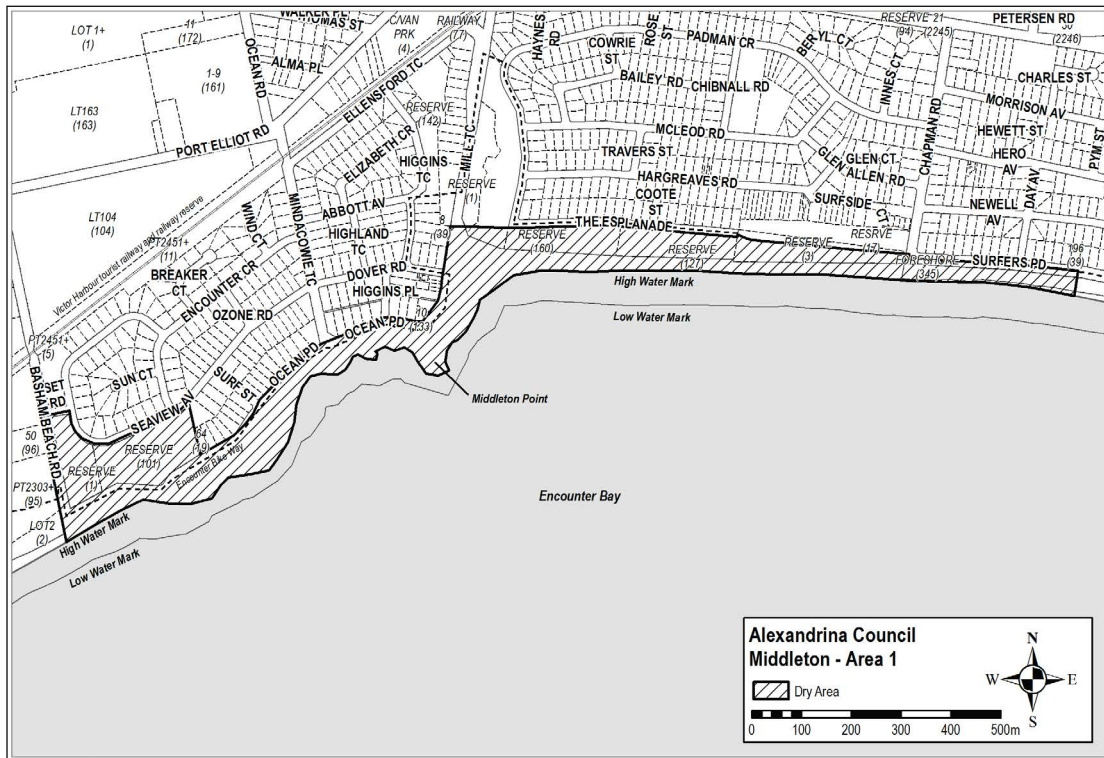 LOT 1+
(1)
11
(172)
OCEAN RD
WALKER PL
THOMAS ST
C/VAN
PRK
(4)
RAILWAY
(77)
HAYNES
RD
COWRIE
ST
ROSE
ST
PADMAN CR
BERYL CT
RESERVE
(94)
21
(2245)
PETERSEN RD
30
(2246)
ALMA PL
1-9
(161)
LT163
(163)
ELLENSFORD TC
BAILEY RD
CHIBNALL RD
INNES CT
CHARLES ST
MORRISON AV
PORT ELLIOT RD
RESERVE
(142)
MILL TC
MCLEOD RD
CHAPMAN RD
HEWETT ST
HERO
AV
PYM ST
ELIZABETH CR
HIGGINS
TC
TRAVERS ST
GLEN CT
GLEN ALLEN RD
RESERVE
(1)
HARGREAVES RD
COOTE
ST
SURFSIDE
CT
NEWELL
AV
DAY AV
LT104
(104)
Victor Harbour tourist railway and railway reserve
WIND CT
MINDACOWIE TC
ABBOTT AV
HIGHLAND
TC
8
(39)
THE ESPLANADE
RESERVE
(160)
RESERVE
(127)
RESERVE
(3)
RESRVE
(17)
FORESHORE
(345)
SURFERS PD
(96
(39)
PT2451+
(11)
BREAKER
CT
ENCOUNTER CR
DOVER RD
HIGGINS PL
OZONE RD
10
(333)
OCEAN PD
High Water Mark
Low Water Mark
PT2451+
(5)
SUN CT
SURF ST
OCEAN PD
Middleton Point
BASHAM BEACH RD
SET
RD
SEAVIEW AV
50
(96)
64
(19)
RESERVE
(101)
RESERVE
(1)
Encounter Bike Way
PT2303+
(95)
LOT2
(2)
High Water Mark
Low Water Mark
Encounter Bay
Alexandrina Council
Middleton - Area 1
Dry Area
N
W
E
S
0 100 200 300 400 500m